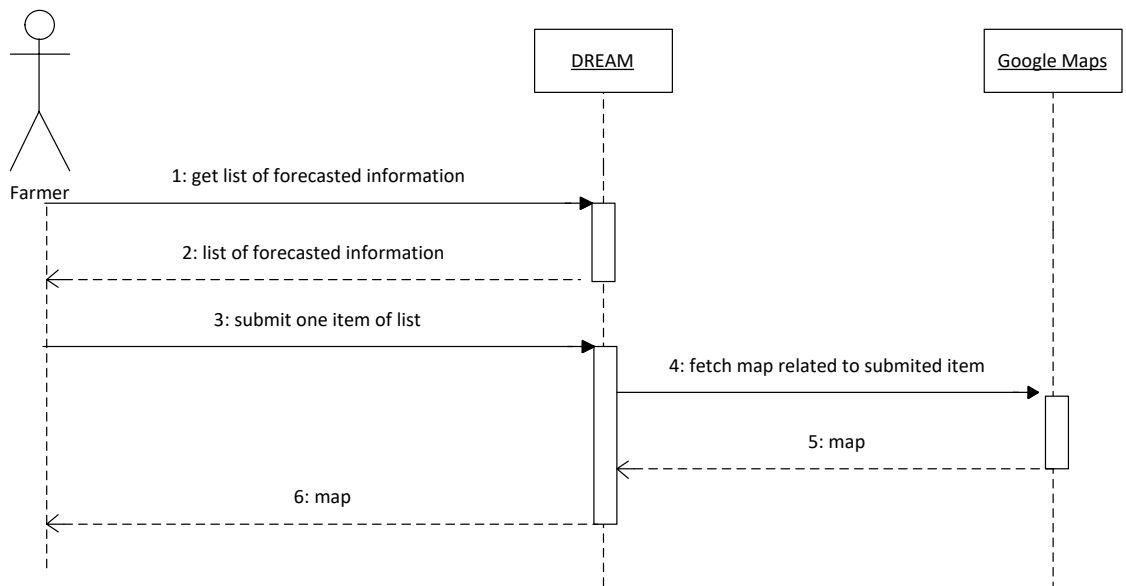 DREAM
Google Maps
Farmer
1: get list of forecasted information
2: list of forecasted information
3: submit one item of list
4: fetch map related to submited item
5: map
6: map